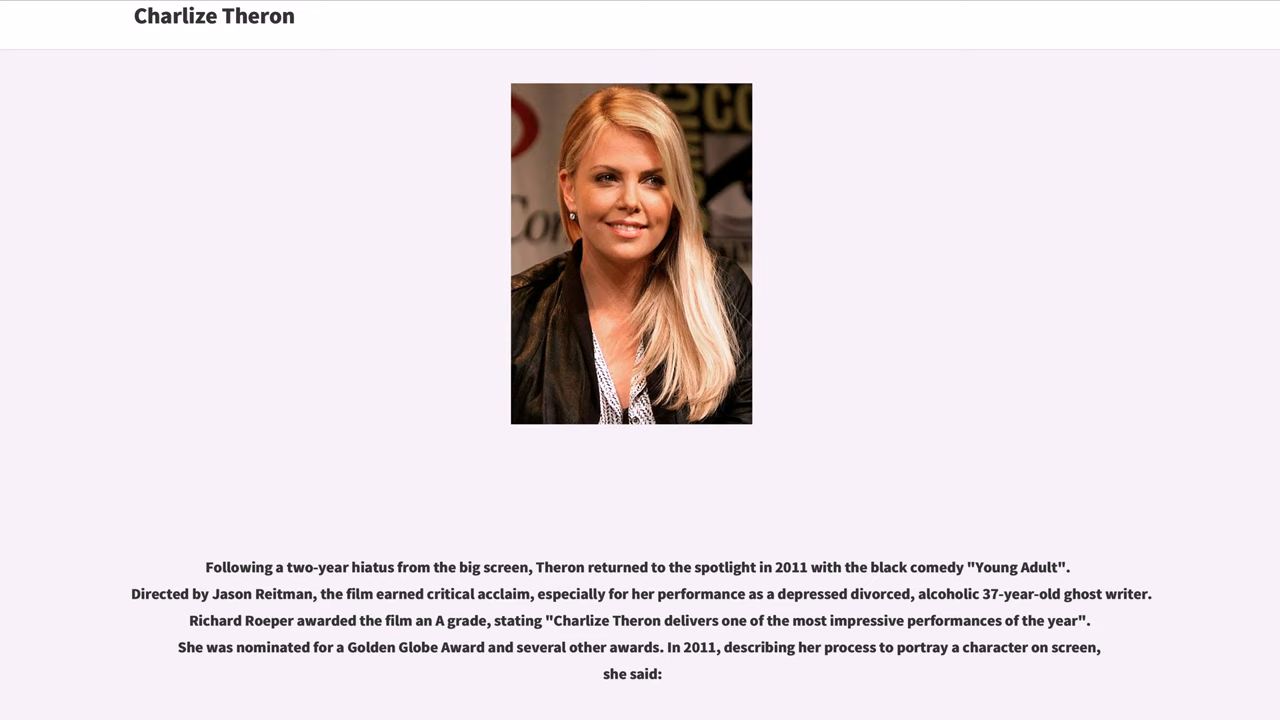 Charlize Theron
CO
Con
Following a two-year hiatus from the big screen, Theron returned to the spotlight in 2011 with the black comedy "Young Adult".
Directed by Jason Reitman, the film earned critical acclaim, especially for her performance as a depressed divorced, alcoholic 37-year-old ghost writer.
Richard Roeper awarded the film an A grade, stating "Charlize Theron delivers one of the most impressive performances of the year".
She was nominated for a Golden Globe Award and several other awards. In 2011, describing her process to portray a character on screen,
she said: